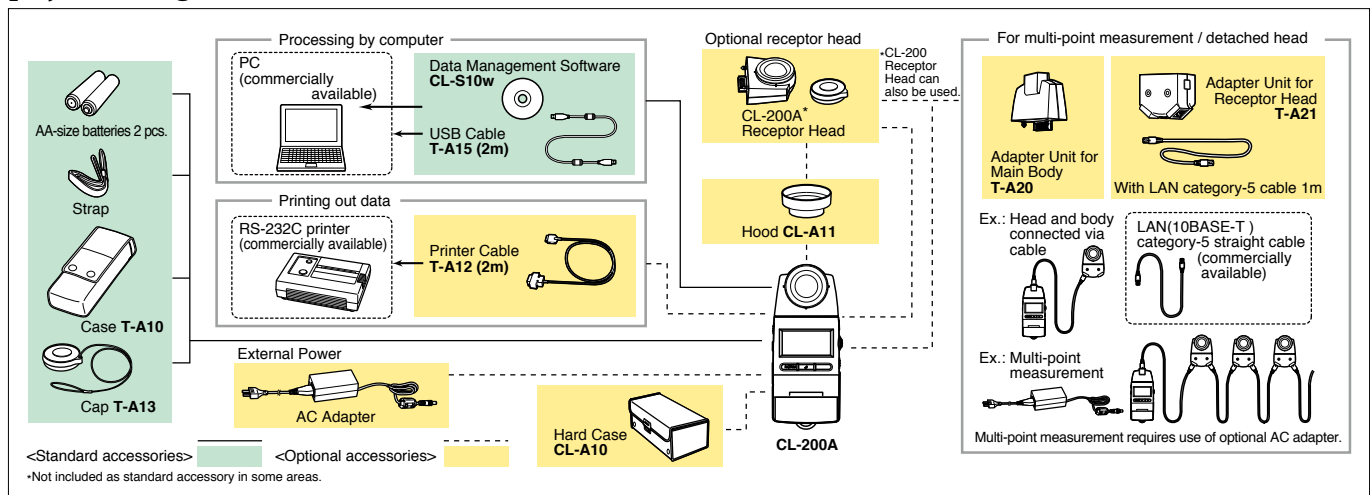 Processing by computer
PC
(commercially
available)
Data Management Software
CL-S10w
USB Cable
T-A15 (2m)
AA-size batteries 2 pcs.
Strap
Case T-A10
Cap T-A13
Printing out data
RS-232C printer
(commercially available)
Printer Cable
T-A12 (2m)
External Power
AC Adapter
Hard Case
CL-A10
Optional receptor head
*CL-200
Receptor
Head can
also be used.
CL-200A*
Receptor Head
Hood CL-A11
CL-200A
For multi-point measurement / detached head
Adapter Unit for
Main Body
T-A20
Adapter Unit for
Receptor Head
T-A21
With LAN category-5 cable 1m
Ex.: Head and body
connected via
cable
LAN(10BASE-T )
category-5 straight cable
(commercially
available)
Ex.: Multi-point
measurement
Multi-point measurement requires use of optional AC adapter.
<Standard accessories>
<Optional accessories>
*Not included as standard accessory in some areas.